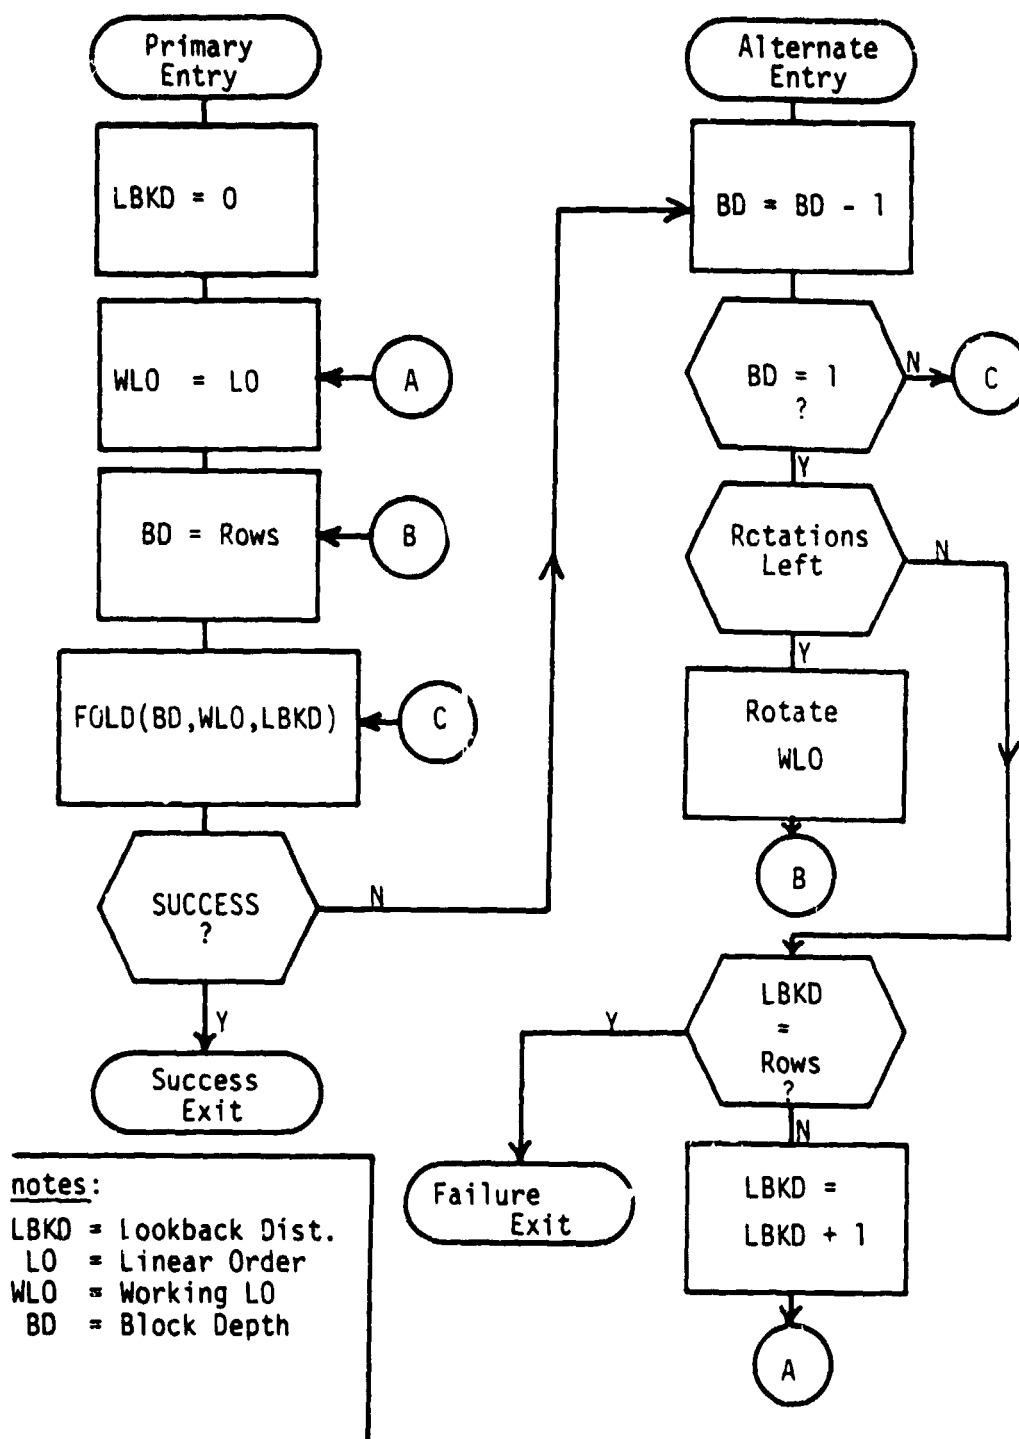 Primary
Entry
LBKD = 0
WLO = LO
A
BD = Rows
B
FOLD(BD,WLO,LBKD)
C
SUCCESS
?
N
Y
Success
Exit
Alternate
Entry
BD = BD - 1
BD = 1
?
N
C
Y
Rotations
Left
N
Y
Rotate
WLO
B
LBKD
=
Rows
?
Y
N
Failure
Exit
LBKD =
LBKD + 1
A
notes:
LBKD = Lookback Dist.
LO = Linear Order
WLO = Working LO
BD = Block Depth